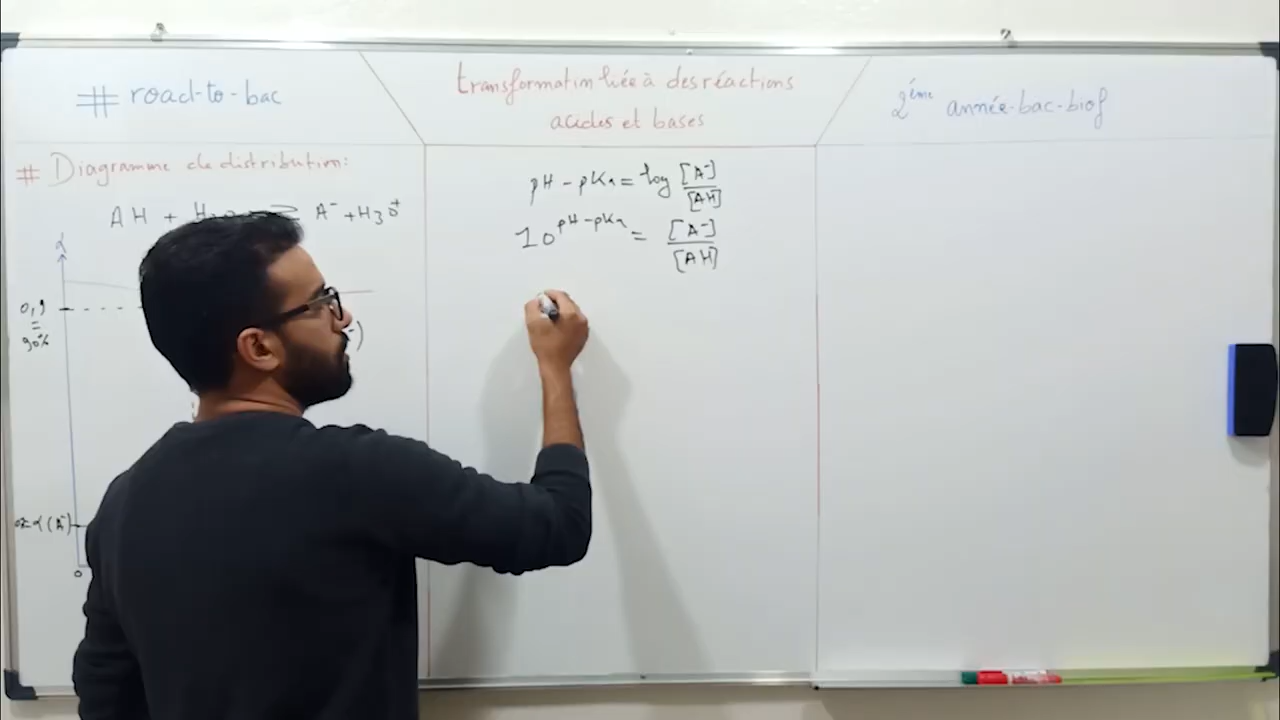 # road-to-bac
transformation liée à des réactions
acides et bases
2ème année-bac-biof
# Diagramme de distribution:
AH + H ⇌ A⁻ + H3O⁺
α
0,9
=
90%
α(A⁻)
0
pH - pKA = log [A⁻]/[AH]
10^pH-pKA = [A⁻]/[AH]